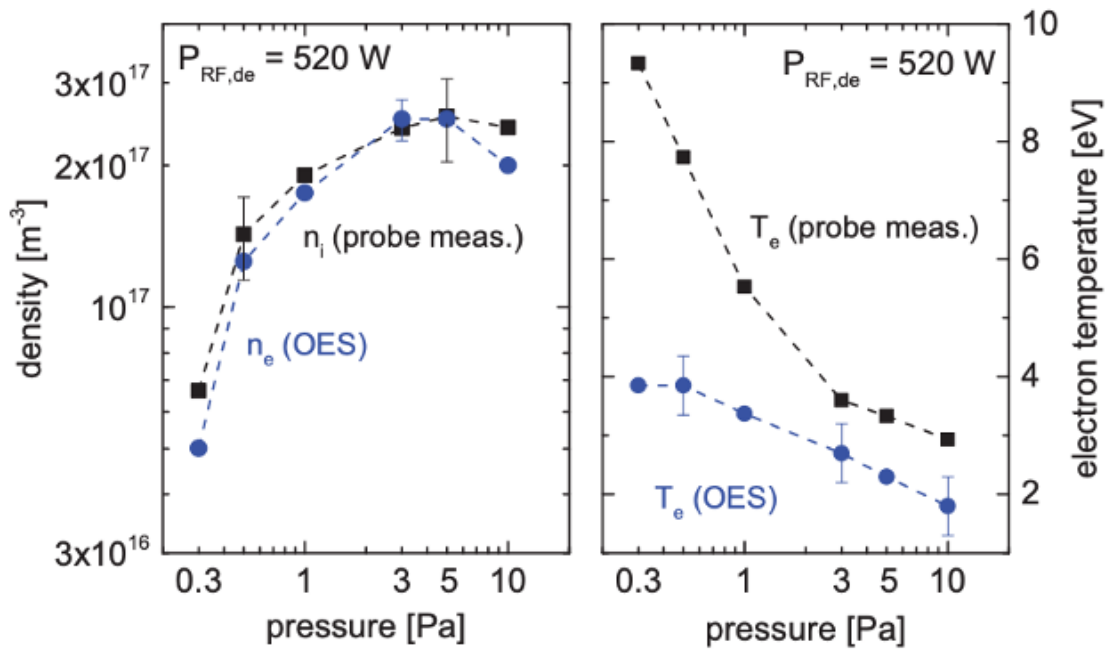 P_RF,de = 520 W
3x10^17
2x10^17
10^17
3x10^16
density [m^-3]
n_i (probe meas.)
n_e (OES)
0.3 1 3 5 10
pressure [Pa]
P_RF,de = 520 W
T_e (probe meas.)
T_e (OES)
10
8
6
4
2
electron temperature [eV]
0.3 1 3 5 10
pressure [Pa]